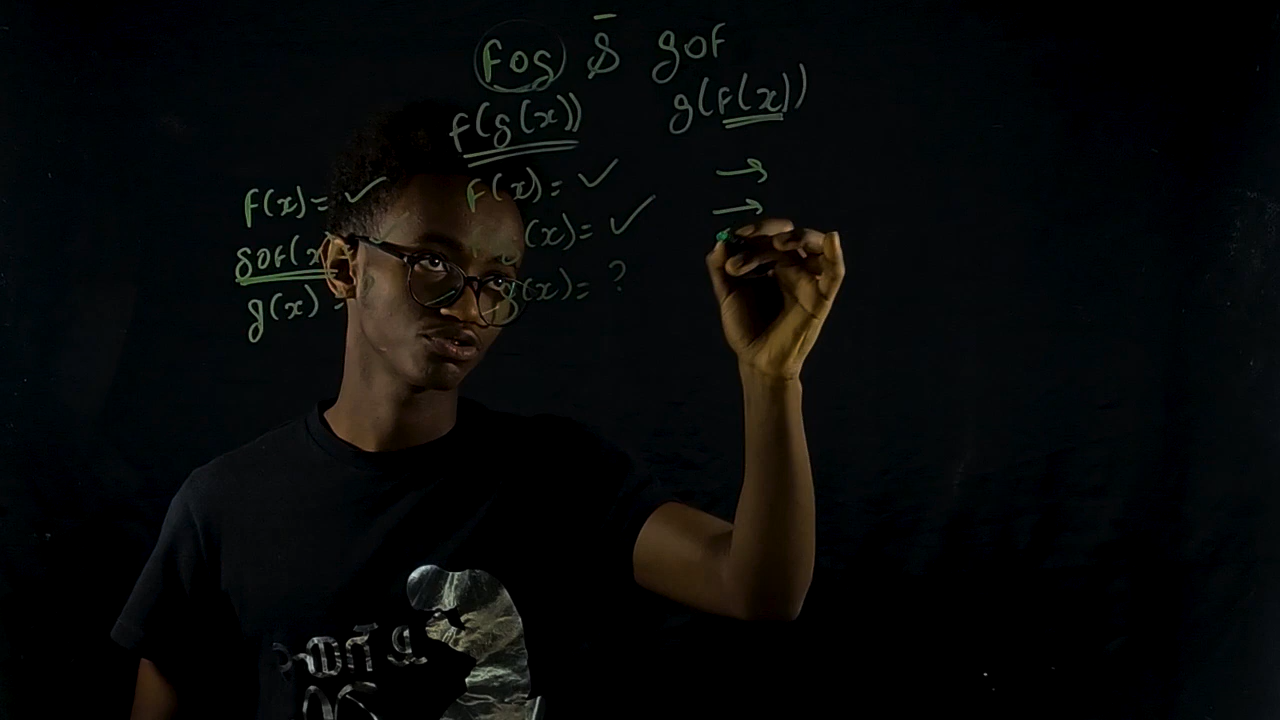 fog $ gof
f(g(x)) g(f(x))
f(x) = ✓ f(x) = ✓ →
gof(x (x) = ✓ →
g(x) = g(x) = ?